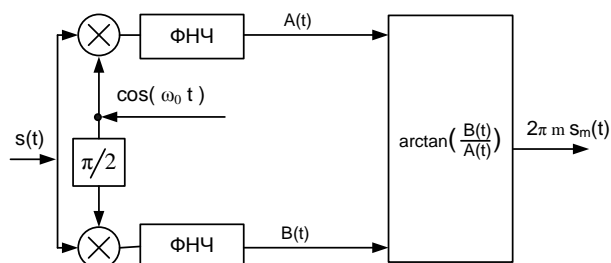 ФНЧ
A(t)
cos( ω₀ t )
s(t)
π/2
arctan(B(t)/A(t))
2π m sₘ(t)
ФНЧ
B(t)